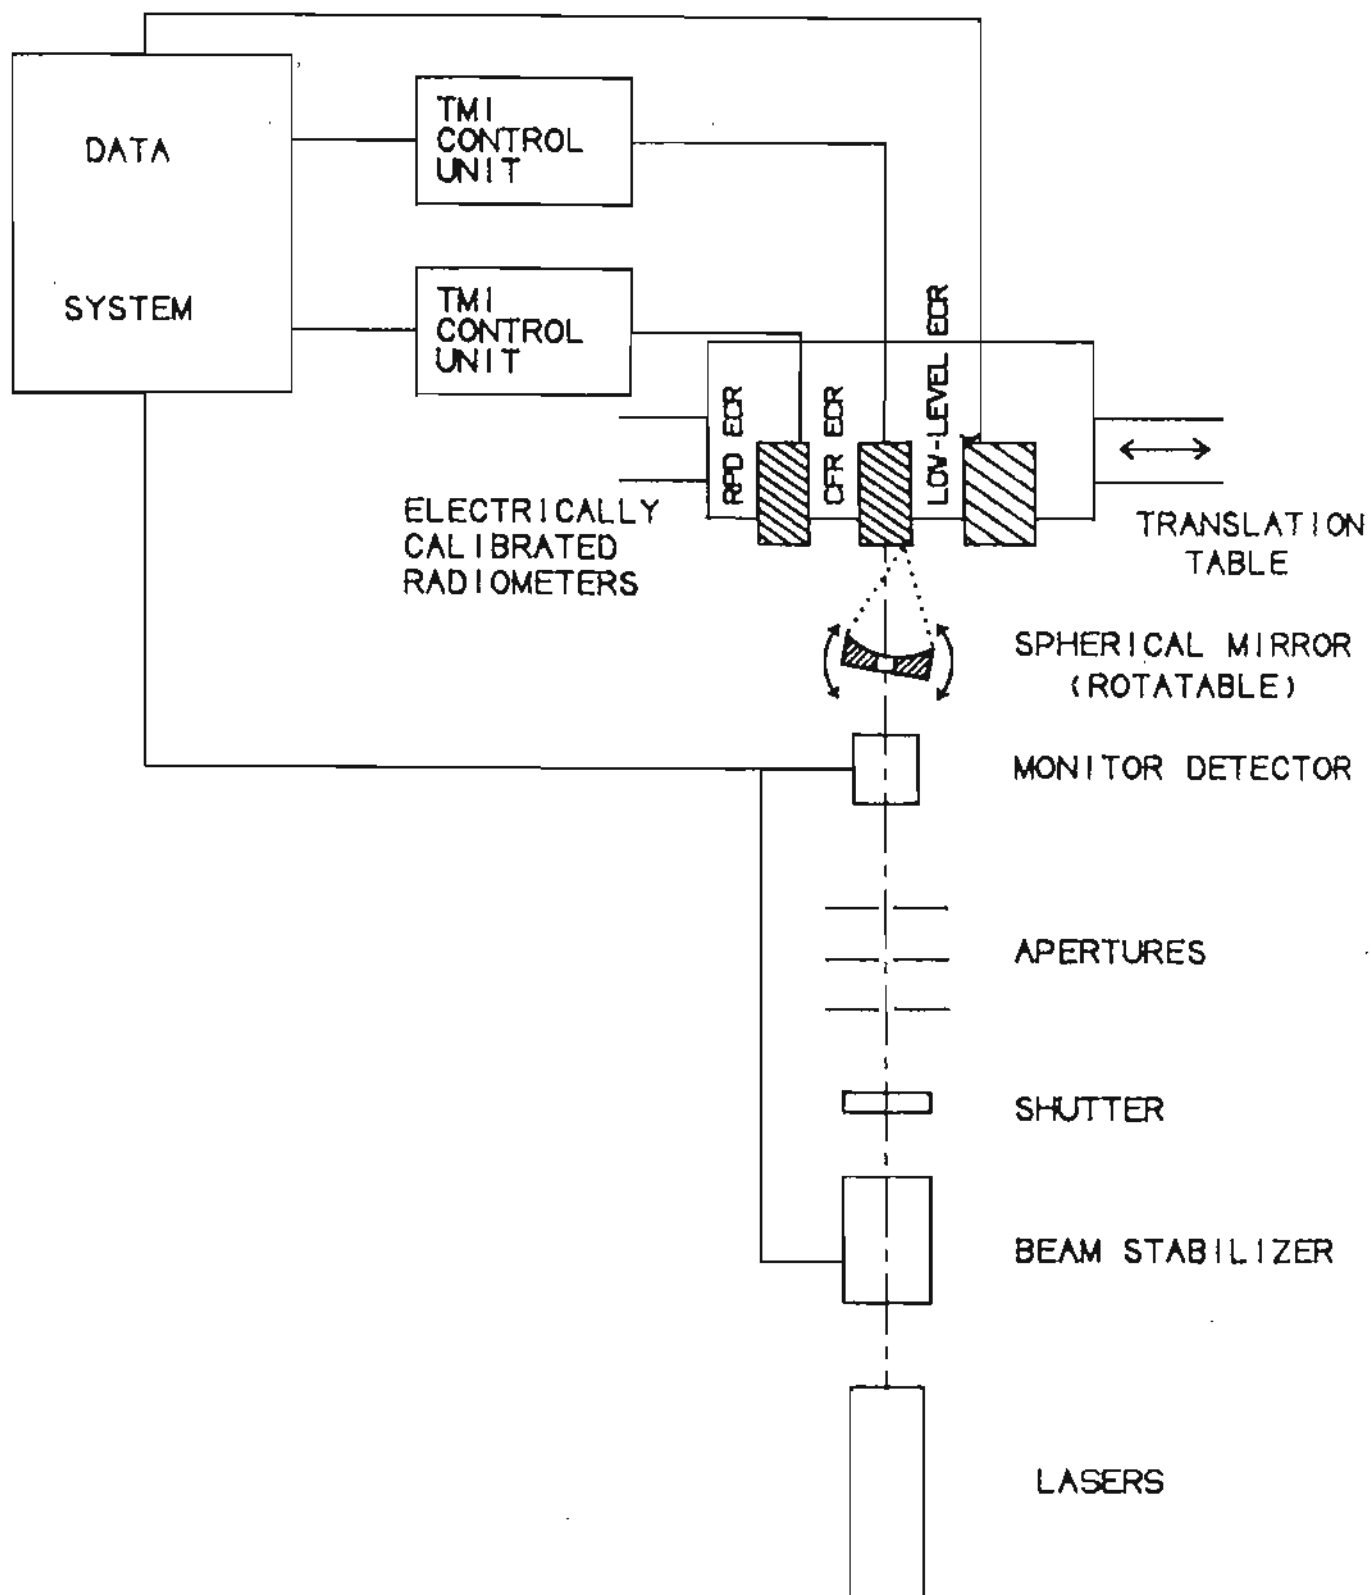 DATA
SYSTEM
TMI
CONTROL
UNIT
TMI
CONTROL
UNIT
RPD ECR
CFR ECR
LOW-LEVEL ECR
ELECTRICALLY
CALIBRATED
RADIOMETERS
TRANSLATION
TABLE
SPHERICAL MIRROR
(ROTATABLE)
MONITOR DETECTOR
APERTURES
SHUTTER
BEAM STABILIZER
LASERS